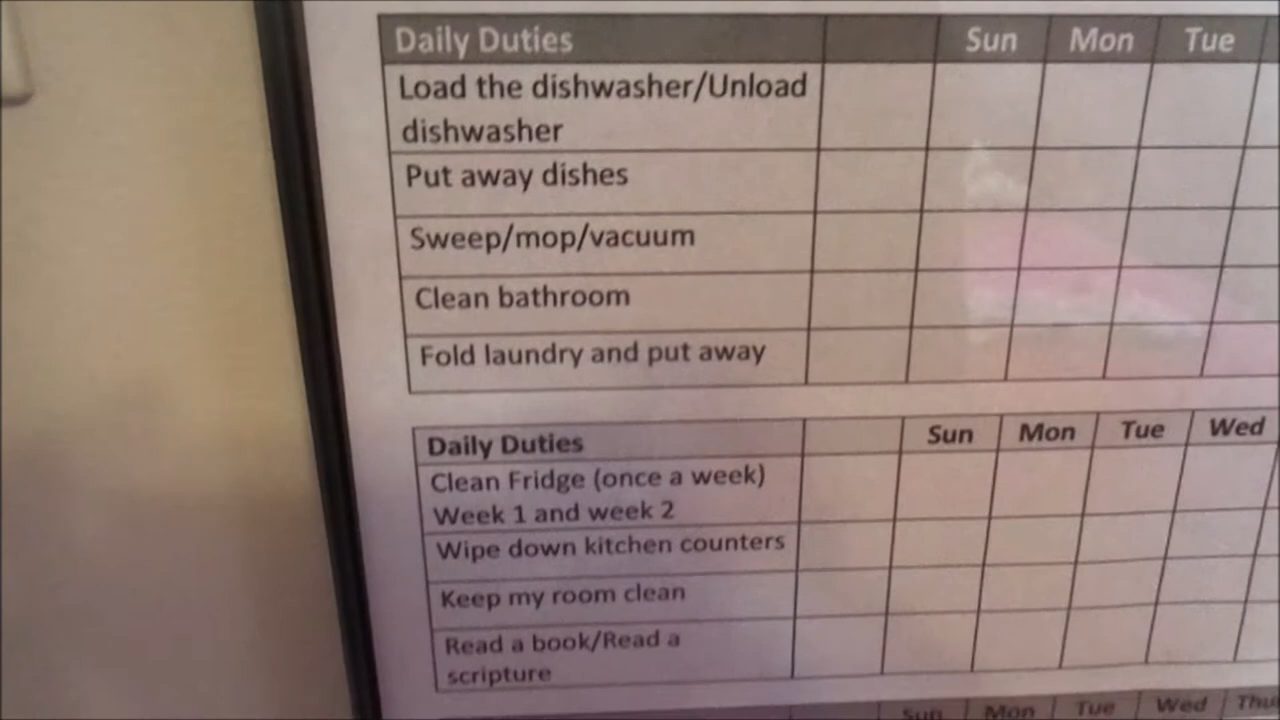 Daily Duties Sun Mon Tue
Load the dishwasher/Unload
dishwasher
Put away dishes
Sweep/mop/vacuum
Clean bathroom
Fold laundry and put away
Daily Duties Sun Mon Tue Wed
Clean Fridge (once a week)
Week 1 and week 2
Wipe down kitchen counters
Keep my room clean
Read a book/Read a
scripture
Sun Mon Tue Wed Thu